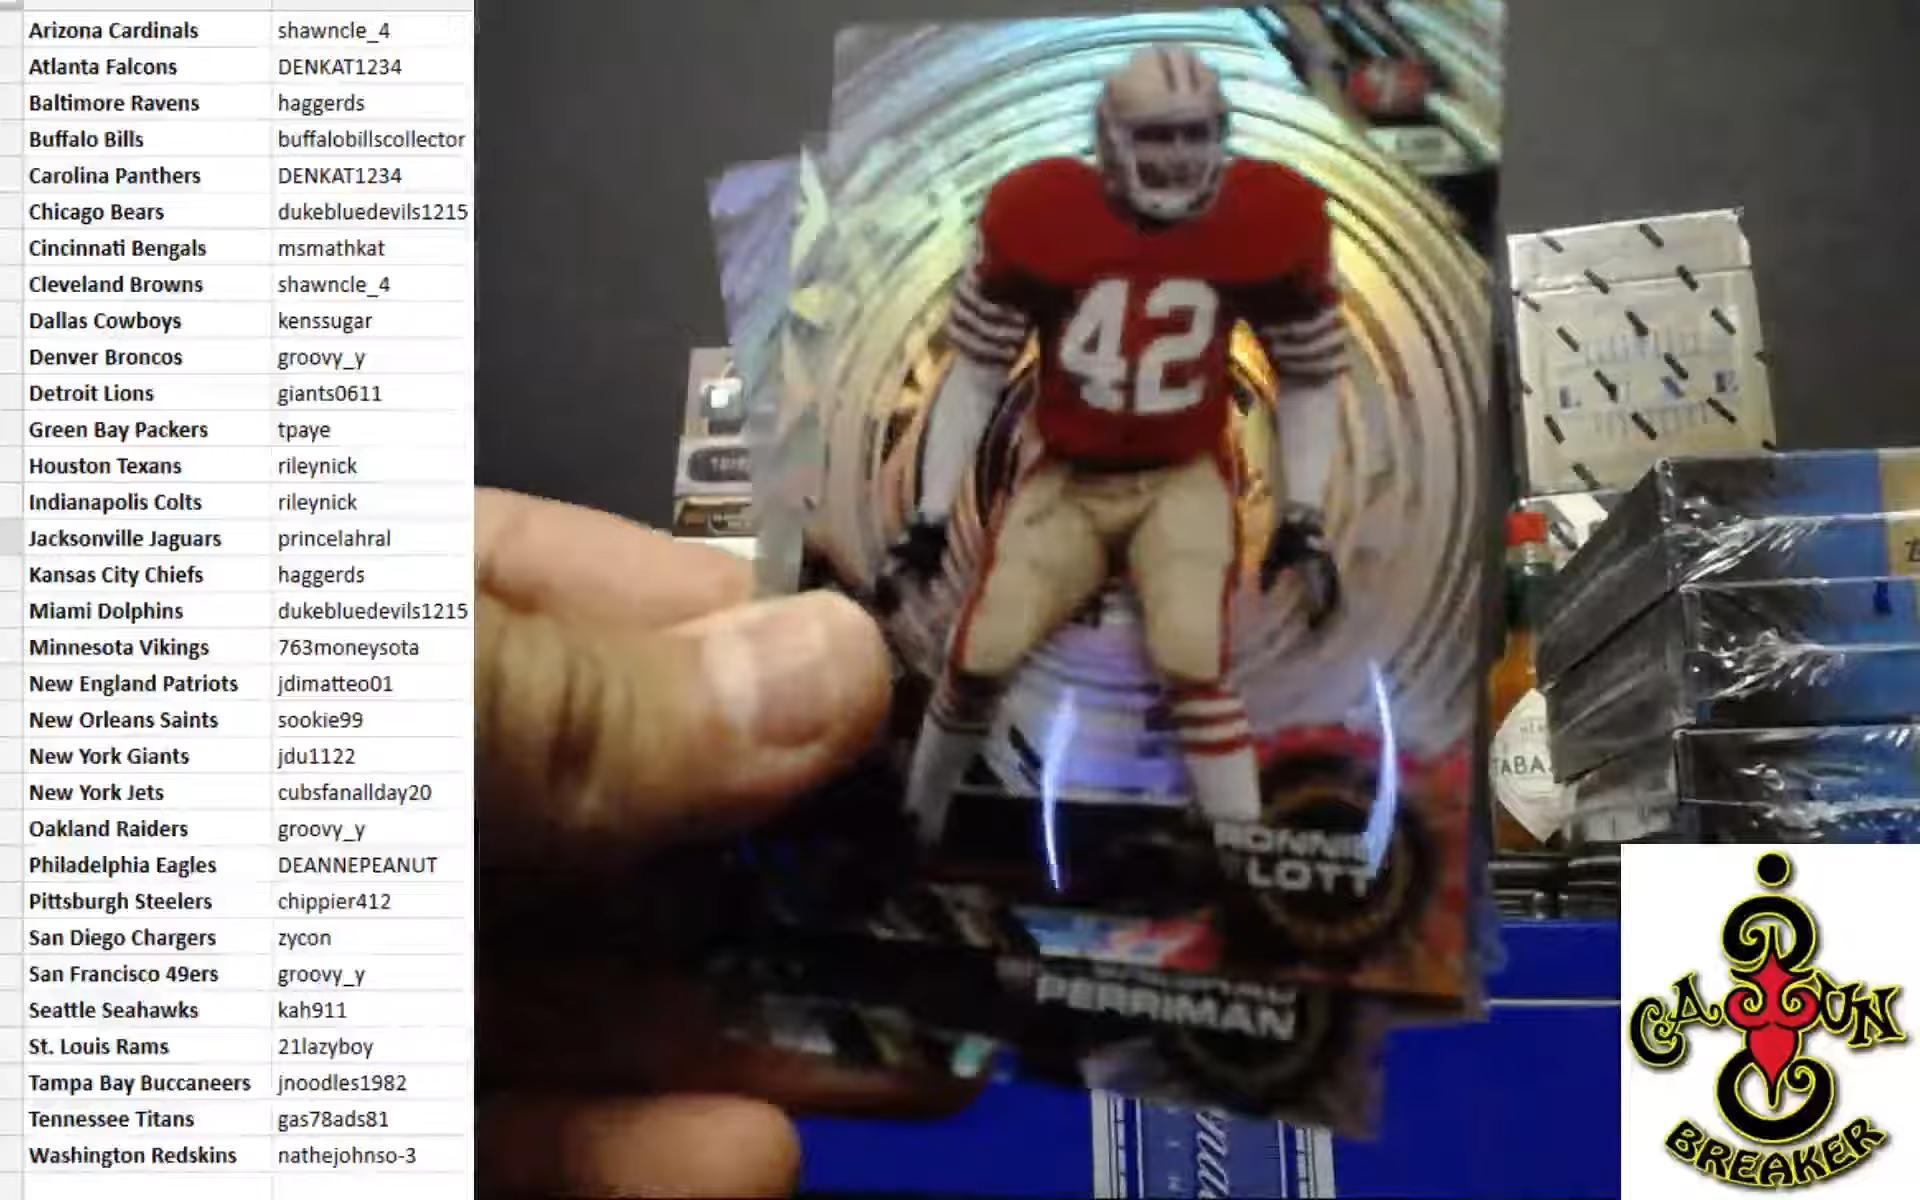 Arizona Cardinals shawncle_4
Atlanta Falcons DENKAT1234
Baltimore Ravens haggerds
Buffalo Bills buffalobillscollector
Carolina Panthers DENKAT1234
Chicago Bears dukebluedevils1215
Cincinnati Bengals msmathkat
Cleveland Browns shawncle_4
Dallas Cowboys kenssugar
Denver Broncos groovy_y
Detroit Lions giants0611
Green Bay Packers tpaye
Houston Texans rileynick
Indianapolis Colts rileynick
Jacksonville Jaguars princelahral
Kansas City Chiefs haggerds
Miami Dolphins dukebluedevils1215
Minnesota Vikings 763moneysota
New England Patriots jdimatteo01
New Orleans Saints sookie99
New York Giants jdu1122
New York Jets cubsfanallday20
Oakland Raiders groovy_y
Philadelphia Eagles DEANNEPEANUT
Pittsburgh Steelers chippier412
San Diego Chargers zycon
San Francisco 49ers groovy_y
Seattle Seahawks kah911
St. Louis Rams 21lazyboy
Tampa Bay Buccaneers jnoodles1982
Tennessee Titans gas78ads81
Washington Redskins nathejohnso-3
42
RONNIE
LOTT
PERRIMAN
TABA
CAJUN
BREAKER